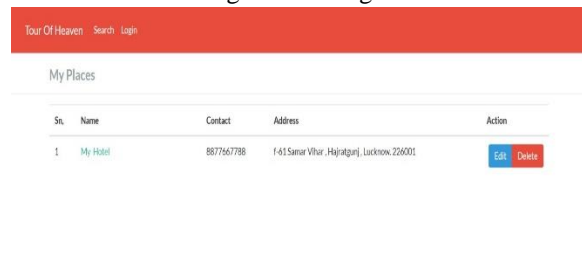 Tour Of Heaven Search Login
My Places
Sn. Name Contact Address Action
1 My Hotel 8877667788 f-61 Samar Vihar , Hajratgunj , Lucknow. 226001 Edit Delete